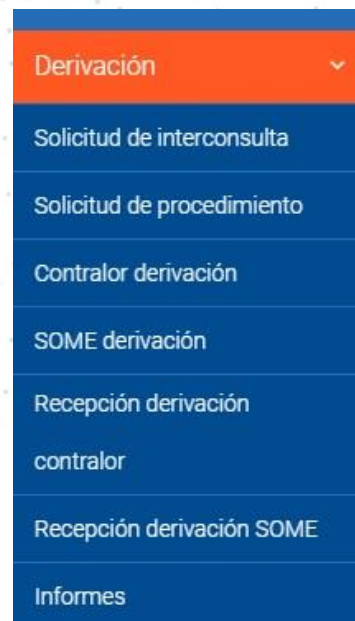 Derivación
Solicitud de interconsulta
Solicitud de procedimiento
Contralor derivación
SOME derivación
Recepción derivación
contralor
Recepción derivación SOME
Informes